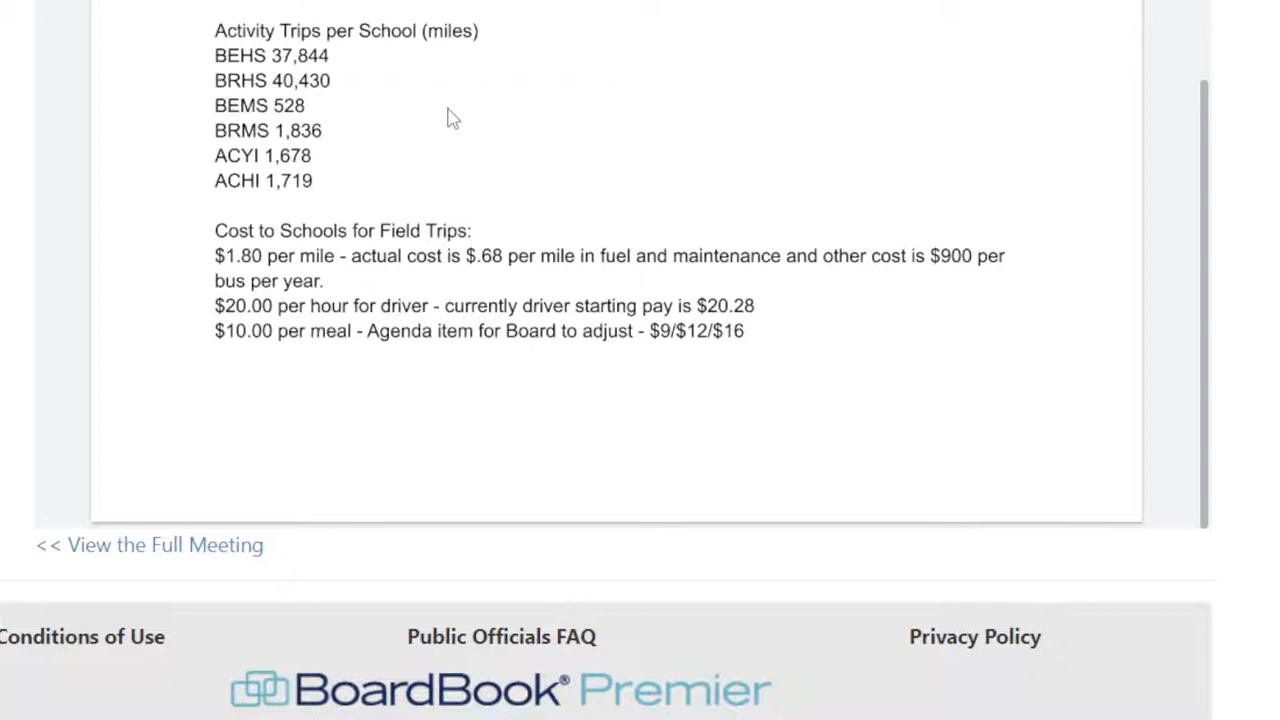 Activity Trips per School (miles)
BEHS 37,844
BRHS 40,430
BEMS 528
BRMS 1,836
ACYI 1,678
ACHI 1,719
Cost to Schools for Field Trips:
$1.80 per mile - actual cost is $.68 per mile in fuel and maintenance and other cost is $900 per
bus per year.
$20.00 per hour for driver - currently driver starting pay is $20.28
$10.00 per meal - Agenda item for Board to adjust - $9/$12/$16
<< View the Full Meeting
Conditions of Use
Public Officials FAQ
Privacy Policy
BoardBook® Premier